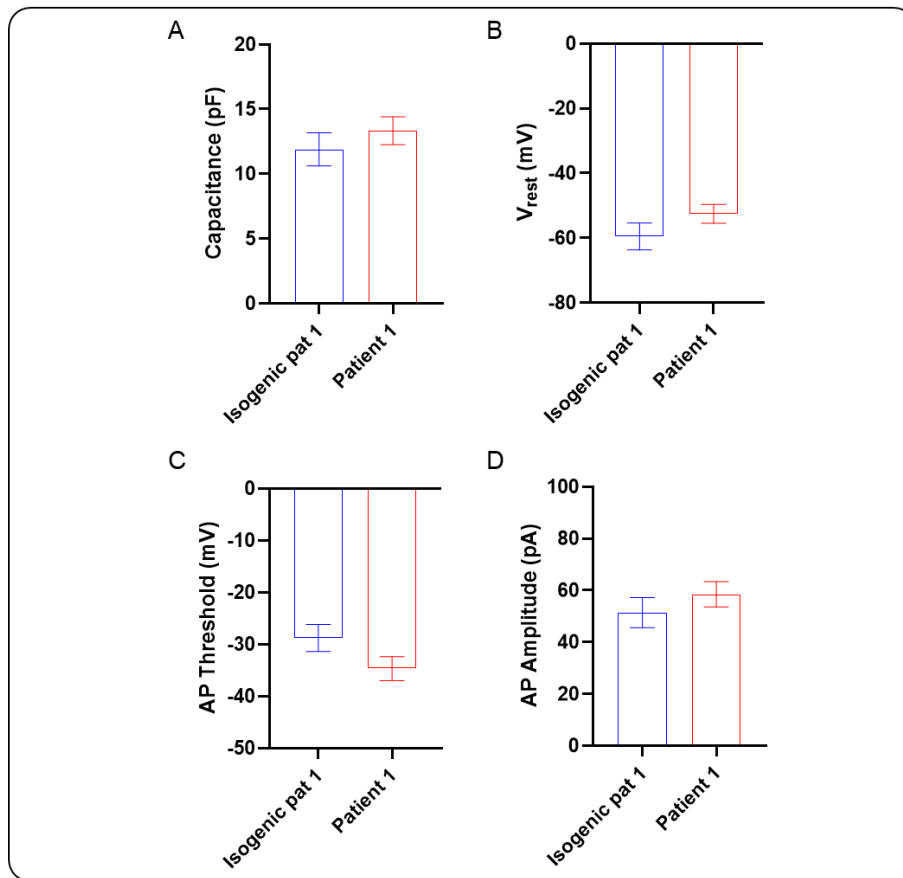 A
Capacitance (pF)
20
15
10
5
0
Isogenic pat 1
Patient 1
B
Vrest (mV)
0
-20
-40
-60
-80
Isogenic pat 1
Patient 1
C
AP Threshold (mV)
0
-10
-20
-30
-40
-50
Isogenic pat 1
Patient 1
D
AP Amplitude (pA)
100
80
60
40
20
0
Isogenic pat 1
Patient 1